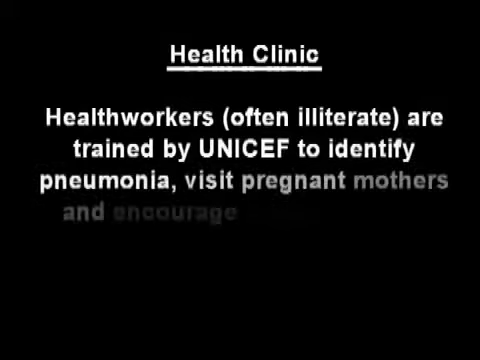 Health Clinic
Healthworkers (often illiterate) are
trained by UNICEF to identify
pneumonia, visit pregnant mothers
and encourage